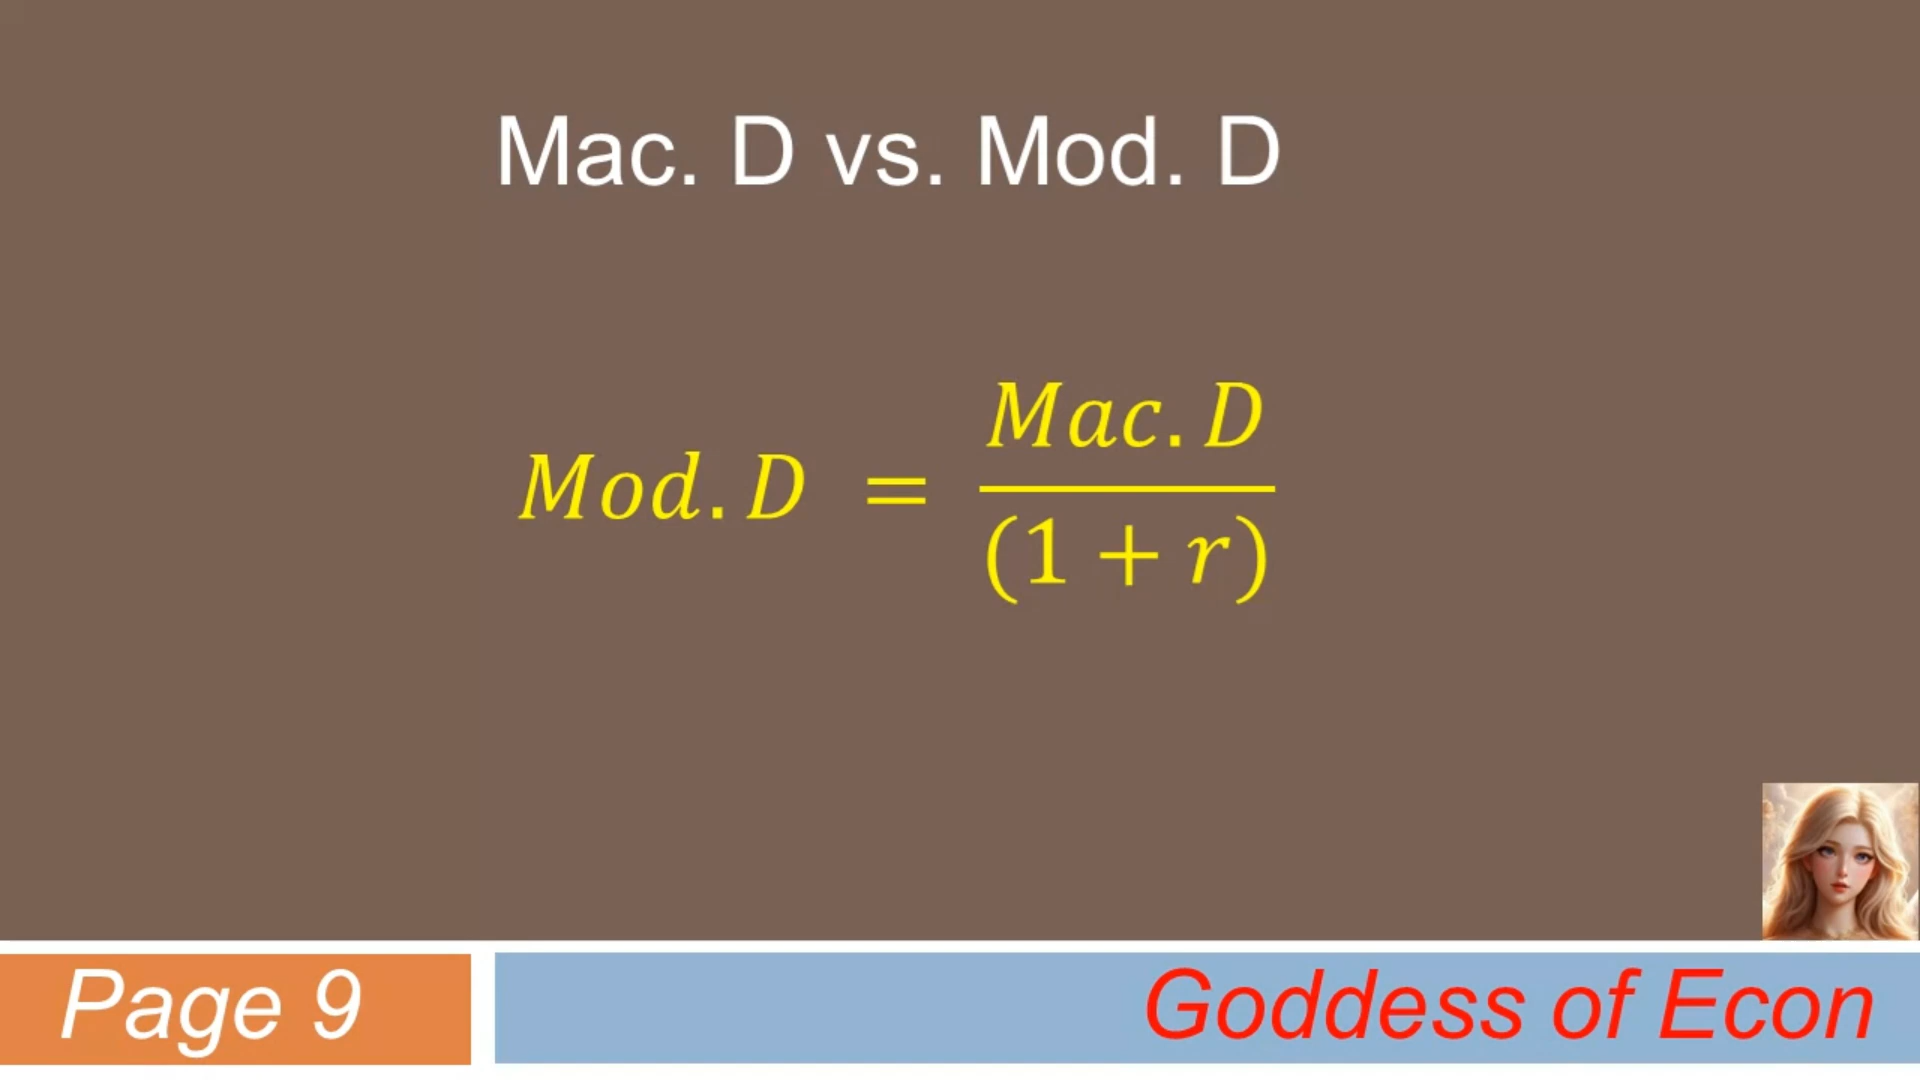 Mac. D vs. Mod. D
Mod. D = Mac. D / (1 + r)
Page 9
Goddess of Econ